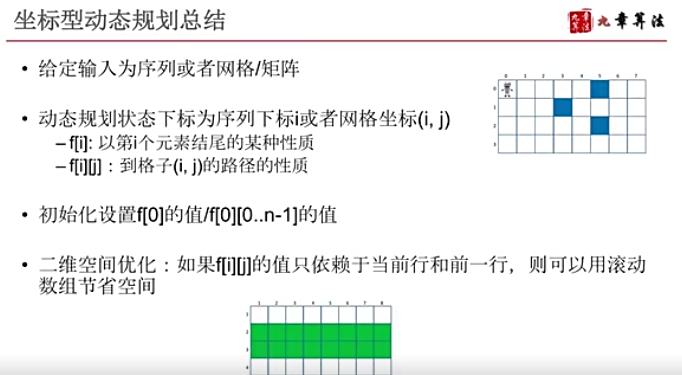 坐标型动态规划总结
九章算法
• 给定输入为序列或者网格/矩阵
• 动态规划状态下标为序列下标i或者网格坐标(i, j)
– f[i]: 以第i个元素结尾的某种性质
– f[i][j]：到格子(i, j)的路径的性质
0 1 2 3 4 5 6 7
0
1
2
3
• 初始化设置f[0]的值/f[0][0..n-1]的值
• 二维空间优化：如果f[i][j]的值只依赖于当前行和前一行，则可以用滚动
数组节省空间
1 2 3 4 5 6 7 8
1
2
3
4